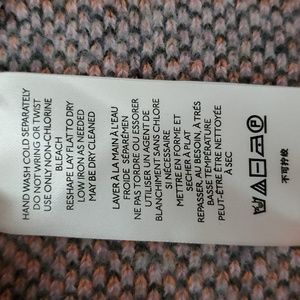 HAND WASH COLD SEPARATELY
DO NOT WRING OR TWIST
USE ONLY NON-CHLORINE
BLEACH
RESHAPE LAY FLAT TO DRY
LOW IRON AS NEEDED
MAY BE DRY CLEANED
LAVER À LA MAIN À L'EAU
FROIDE SÉPARÉMEN
NE PAS TORDRE OU ESSORER
UTILISER UN AGENT DE
BLANCHIMENT SANS CHLORE
SI NÉCESSAIRE
METTRE EN FORME ET
SÉCHER À PLAT
REPASSER, AU BESOIN, À TRÈS
BASSE TEMPÉRATURE
PEUT-ÊTRE ÊTRE NETTOYÉE
À SEC
P
不可拧绞